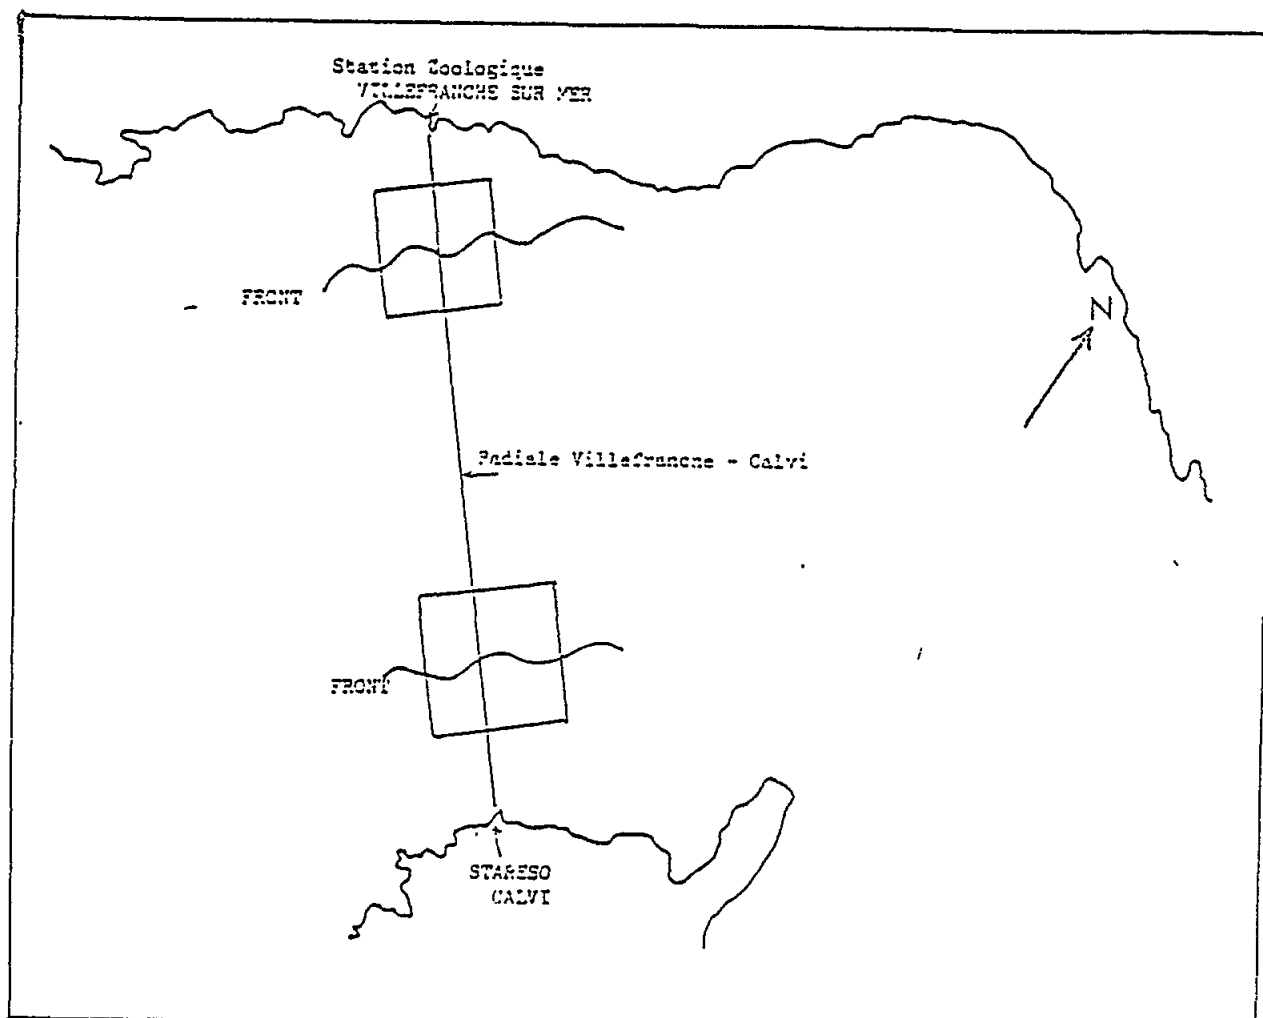 Station Zoologique
VILLEFRANCHE SUR MER
FRONT
N
Radiale Villefranche - Calvi
FRONT
STARESO
CALVI